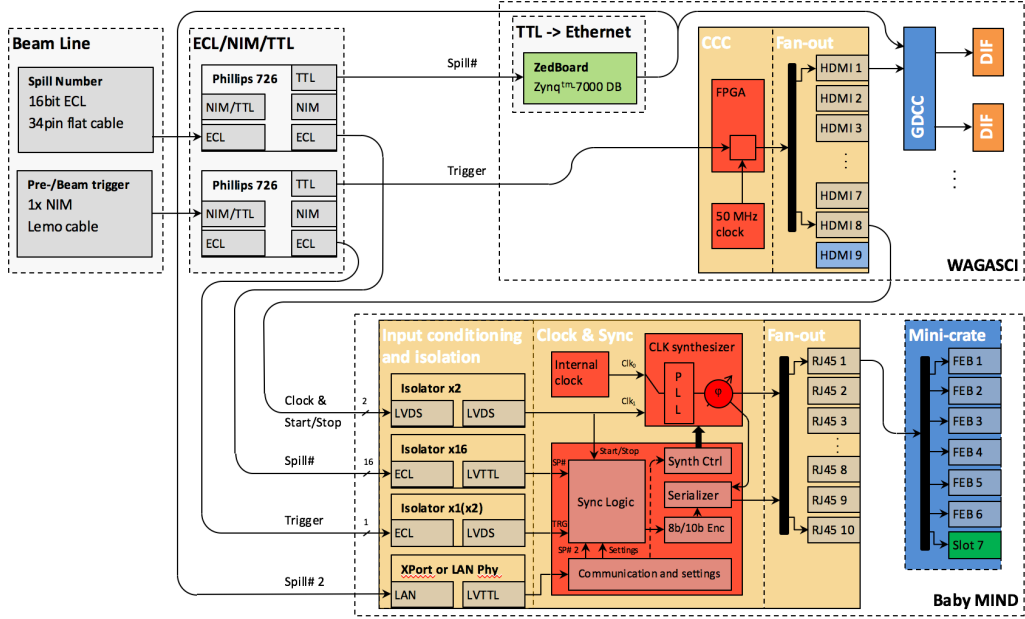 Beam Line
Spill Number
16bit ECL
34pin flat cable
Pre-/Beam trigger
1x NIM
Lemo cable
ECL/NIM/TTL
Phillips 726
TTL
NIM/TTL
NIM
ECL
ECL
Phillips 726
TTL
NIM/TTL
NIM
ECL
ECL
Spill#
Trigger
TTL -> Ethernet
ZedBoard
Zynq™-7000 DB
CCC
FPGA
50 MHz
clock
Fan-out
HDMI 1
HDMI 2
HDMI 3
HDMI 7
HDMI 8
HDMI 9
GDCC
DIF
DIF
WAGASCI
Clock &
Start/Stop
2
Spill#
16
Trigger
1
Spill# 2
Input conditioning
and isolation
Isolator x2
LVDS
LVDS
Isolator x16
ECL
LVTTL
Isolator x1(x2)
ECL
LVDS
XPort or LAN Phy
LAN
LVTTL
Clock & Sync
Internal
clock
Clk0
Clk1
CLK synthesizer
P
L
L
φ
Start/Stop
SP#
TRG
SP# 2
Settings
Sync Logic
Synth Ctrl
Serializer
8b/10b Enc
Communication and settings
Fan-out
RJ45 1
RJ45 2
RJ45 3
RJ45 8
RJ45 9
RJ45 10
Mini-crate
FEB 1
FEB 2
FEB 3
FEB 4
FEB 5
FEB 6
Slot 7
Baby MIND